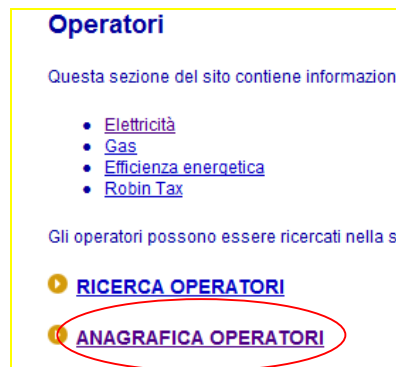 Operatori
Questa sezione del sito contiene informazion
Elettricità
Gas
Efficienza energetica
Robin Tax
Gli operatori possono essere ricercati nella s
RICERCA OPERATORI
ANAGRAFICA OPERATORI